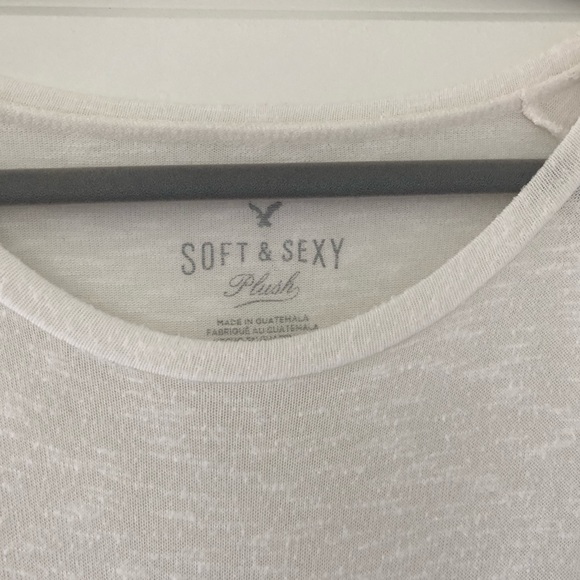 SOFT & SEXY
Plush
MADE IN GUATEMALA
FABRIQUÉ AU GUATEMALA